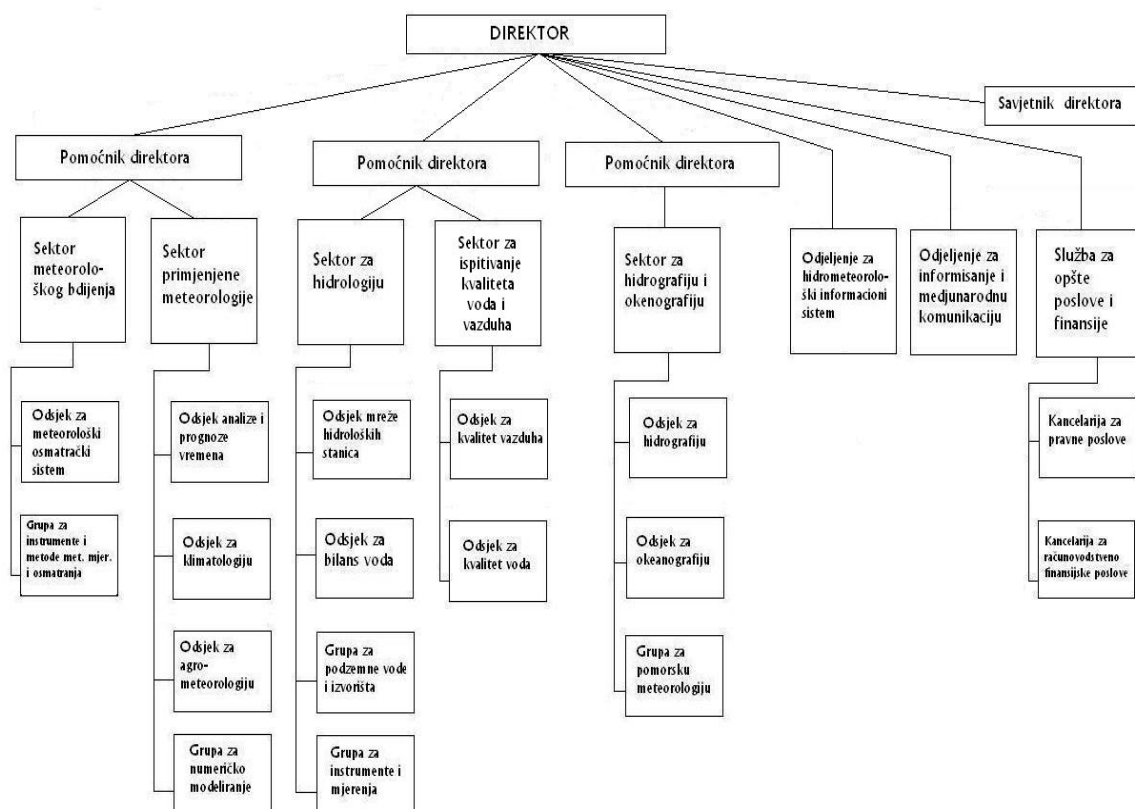 DIREKTOR
Savjetnik direktora
Pomoćnik direktora
Pomoćnik direktora
Pomoćnik direktora
Sektor
meteorolo-
škog bdijenja
Sektor
primjenjene
meteorologije
Sektor za
hidrologiju
Sektor za
ispitivanje
kvaliteta
voda i
vazduha
Sektor za
hidrografiju i
okenografiju
Odjeljenje za
hidrometeorolo-
ški informacioni
sistem
Odjeljenje za
informisanje i
medjunarodnu
komunikaciju
Služba za
opšte
poslove i
finansije
Odsjek za
meteorološki
osmatrački
sistem
Grupa za
instrumente i
metode met. mjer.
i osmatranja
Odsjek analize i
prognoze
vremena
Odsjek za
klimatologiju
Odsjek za
agro-
meteorologiju
Grupa za
numeričko
modeliranje
Odsjek mreže
hidroloških
stanica
Odsjek za
bilans voda
Grupa za
podzemne vode
i izvorišta
Grupa za
instrumente i
mjerenja
Odsjek za
kvalitet vazduha
Odsjek za
kvalitet voda
Odsjek za
hidrografiju
Odsjek za
okeanografiju
Grupa za
pomorsku
meteorologiju
Kancelarija za
pravne poslove
Kancelarija za
računovodstveno
finansijske poslove